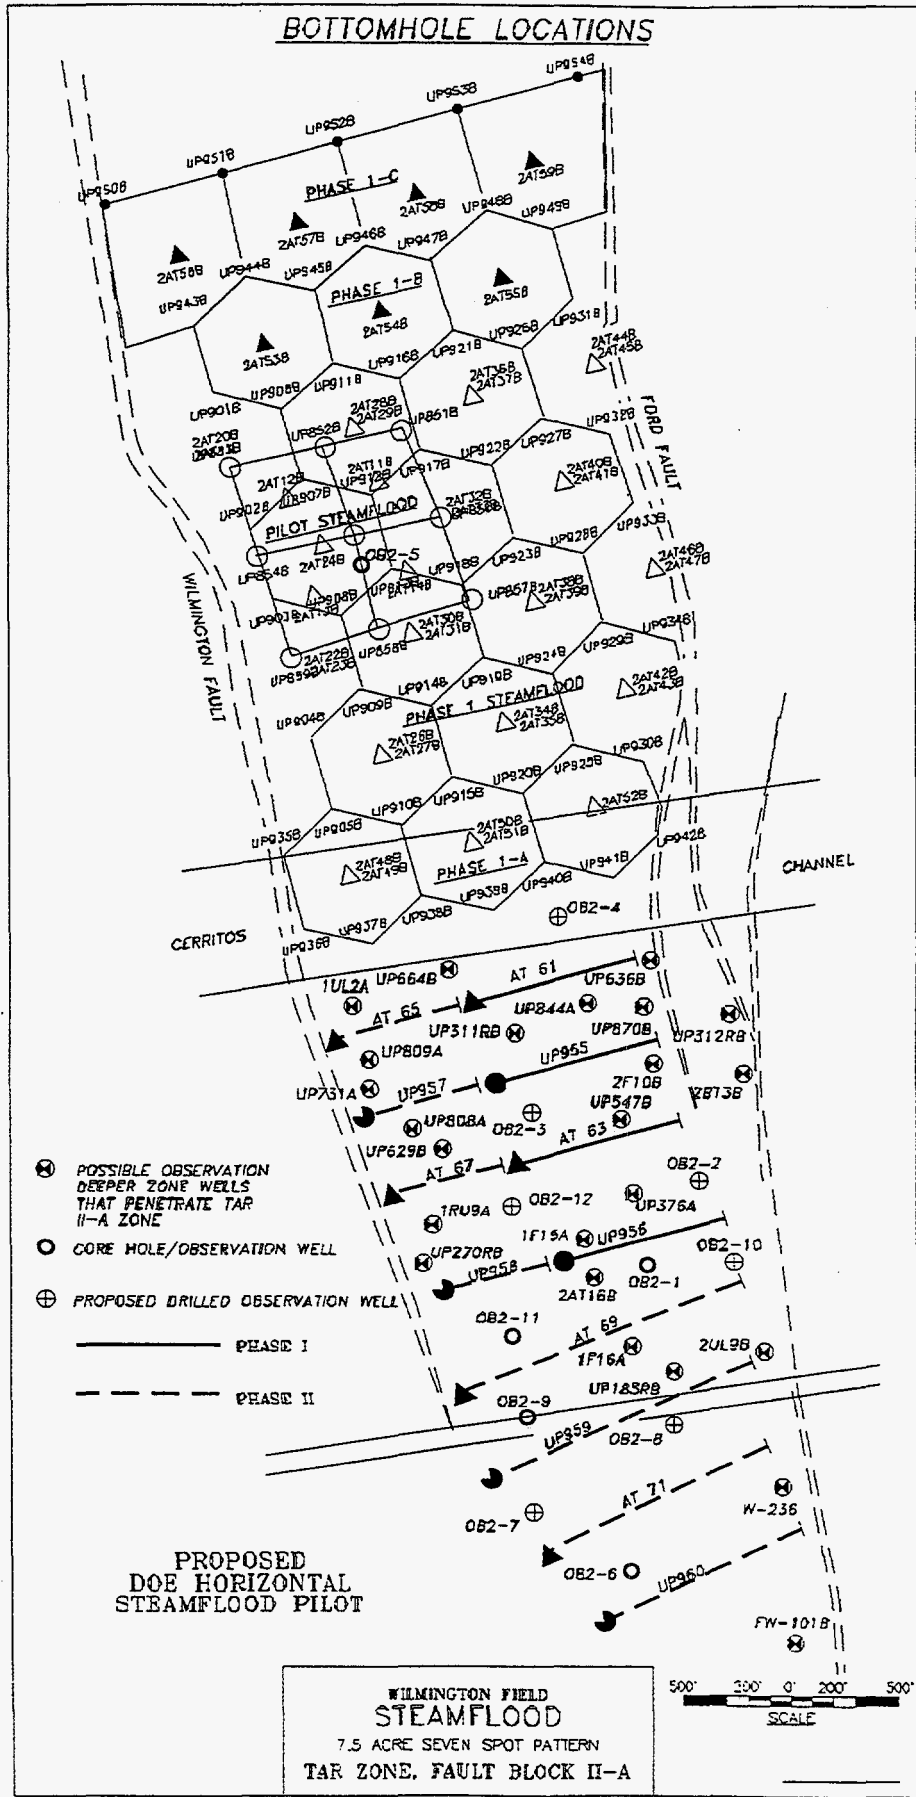 BOTTOMHOLE LOCATIONS
UP954B
UP953B
UP952B
UP951B
UP950B
PHASE 1-C
2AT59B
2AT58B
2AT57B
UP948B
UP949B
UP946B
UP947B
2AT56B
UP944B
UP945B
UP943B
PHASE 1-B
2AT55B
2AT54B
2AT53B
UP931B
UP926B
UP921B
UP916B
2AT44B
2AT45B
UP911B
UP906B
UP901B
2AT36B
2AT37B
2AT28B
2AT29B
UP851B
UP852B
2AT20B
UP932B
UP927B
UP922B
FORD FAULT
2AT11B
UP917B
2AT12B
UP912B
UP907B
UP902B
2AT40B
2AT41B
2AT32B
PILOT STEAMFLOOD
UP933B
UP928B
UP923B
UP918B
OB2-5
2AT24B
UP854B
2AT46B
2AT47B
WILMINGTON FAULT
UP857B
2AT38B
2AT39B
2AT14B
UP908B
2AT13B
UP903B
2AT30B
2AT31B
UP858B
2AT22B
2AT23B
UP859B
UP934B
UP929B
UP924B
UP919B
UP914B
UP909B
UP904B
2AT42B
2AT43B
PHASE 1 STEAMFLOOD
2AT34B
2AT35B
2AT26B
2AT27B
UP930B
UP925B
UP920B
UP915B
UP910B
UP905B
UP935B
2AT52B
2AT50B
2AT51B
UP942B
UP941B
UP940B
PHASE 1-A
2AT48B
2AT49B
CHANNEL
UP939B
UP938B
UP937B
UP936B
OB2-4
CERRITOS
1UL2A
UP664B
AT 61
UP636B
AT 65
UP844A
UP311RB
UP870B
UP312RB
UP809A
UP955
UP731A
UP957
2F10B
2B13B
UP808A
OB2-3
UP547B
UP629B
AT 63
AT 67
OB2-2
1RU9A
OB2-12
UP376A
UP270RB
1F15A
UP956
OB2-10
UP958
2AT16B
OB2-1
OB2-11
AT 69
1F16A
2UL9B
UP183RB
OB2-9
UP959
OB2-8
AT 71
W-236
OB2-7
OB2-6
UP960
FW-101B
POSSIBLE OBSERVATION
DEEPER ZONE WELLS
THAT PENETRATE TAR
II-A ZONE
CORE HOLE/OBSERVATION WELL
PROPOSED DRILLED OBSERVATION WELL
PHASE I
PHASE II
PROPOSED
DOE HORIZONTAL
STEAMFLOOD PILOT
WILMINGTON FIELD
STEAMFLOOD
7.5 ACRE SEVEN SPOT PATTERN
TAR ZONE, FAULT BLOCK II-A
500' 200' 0' 200' 500'
SCALE